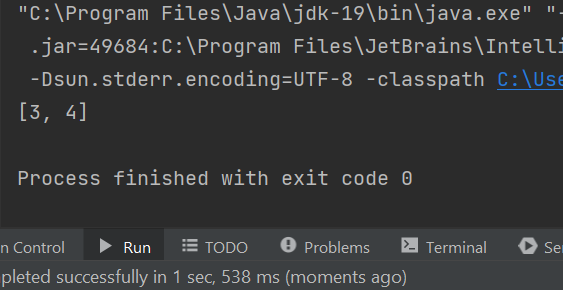 "C:\Program Files\Java\jdk-19\bin\java.exe" "-
.jar=49684:C:\Program Files\JetBrains\Intelli
-Dsun.stderr.encoding=UTF-8 -classpath C:\Use
[3, 4]
Process finished with exit code 0
n Control Run TODO Problems Terminal Ser
pleted successfully in 1 sec, 538 ms (moments ago)